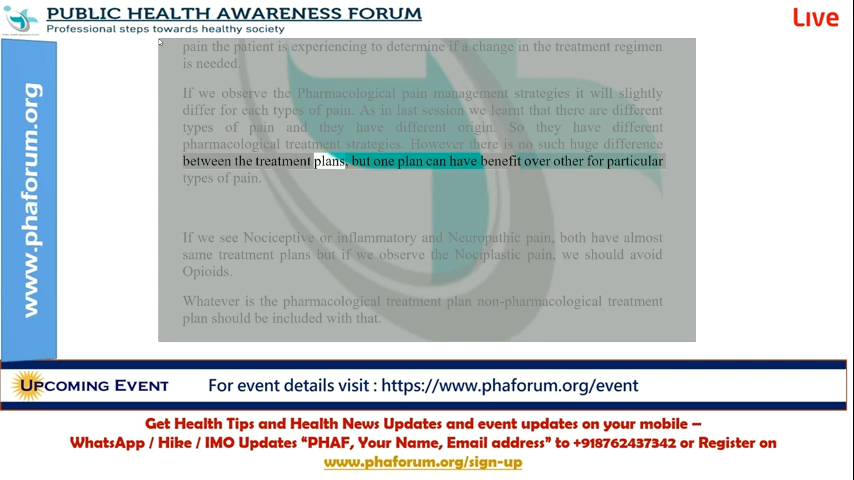 PUBLIC HEALTH AWARENESS FORUM
Professional steps towards healthy society
Live
www.phaforum.org
pain the patient is experiencing to determine if a change in the treatment regimen
is needed.
If we observe the Pharmacological pain management strategies it will slightly
differ for each types of pain. As in last session we learnt that there are different
types of pain and they have different origin. So they have different
pharmacological treatment strategies. However there is no such huge difference
between the treatment plans, but one plan can have benefit over other for particular
types of pain.
If we see Nociceptive or inflammatory and Neuropathic pain, both have almost
same treatment plans but if we observe the Nociplastic pain, we should avoid
Opioids.
Whatever is the pharmacological treatment plan non-pharmacological treatment
plan should be included with that.
UPCOMING EVENT
For event details visit : https://www.phaforum.org/event
Get Health Tips and Health News Updates and event updates on your mobile –
WhatsApp / Hike / IMO Updates “PHAF, Your Name, Email address” to +918762437342 or Register on
www.phaforum.org/sign-up